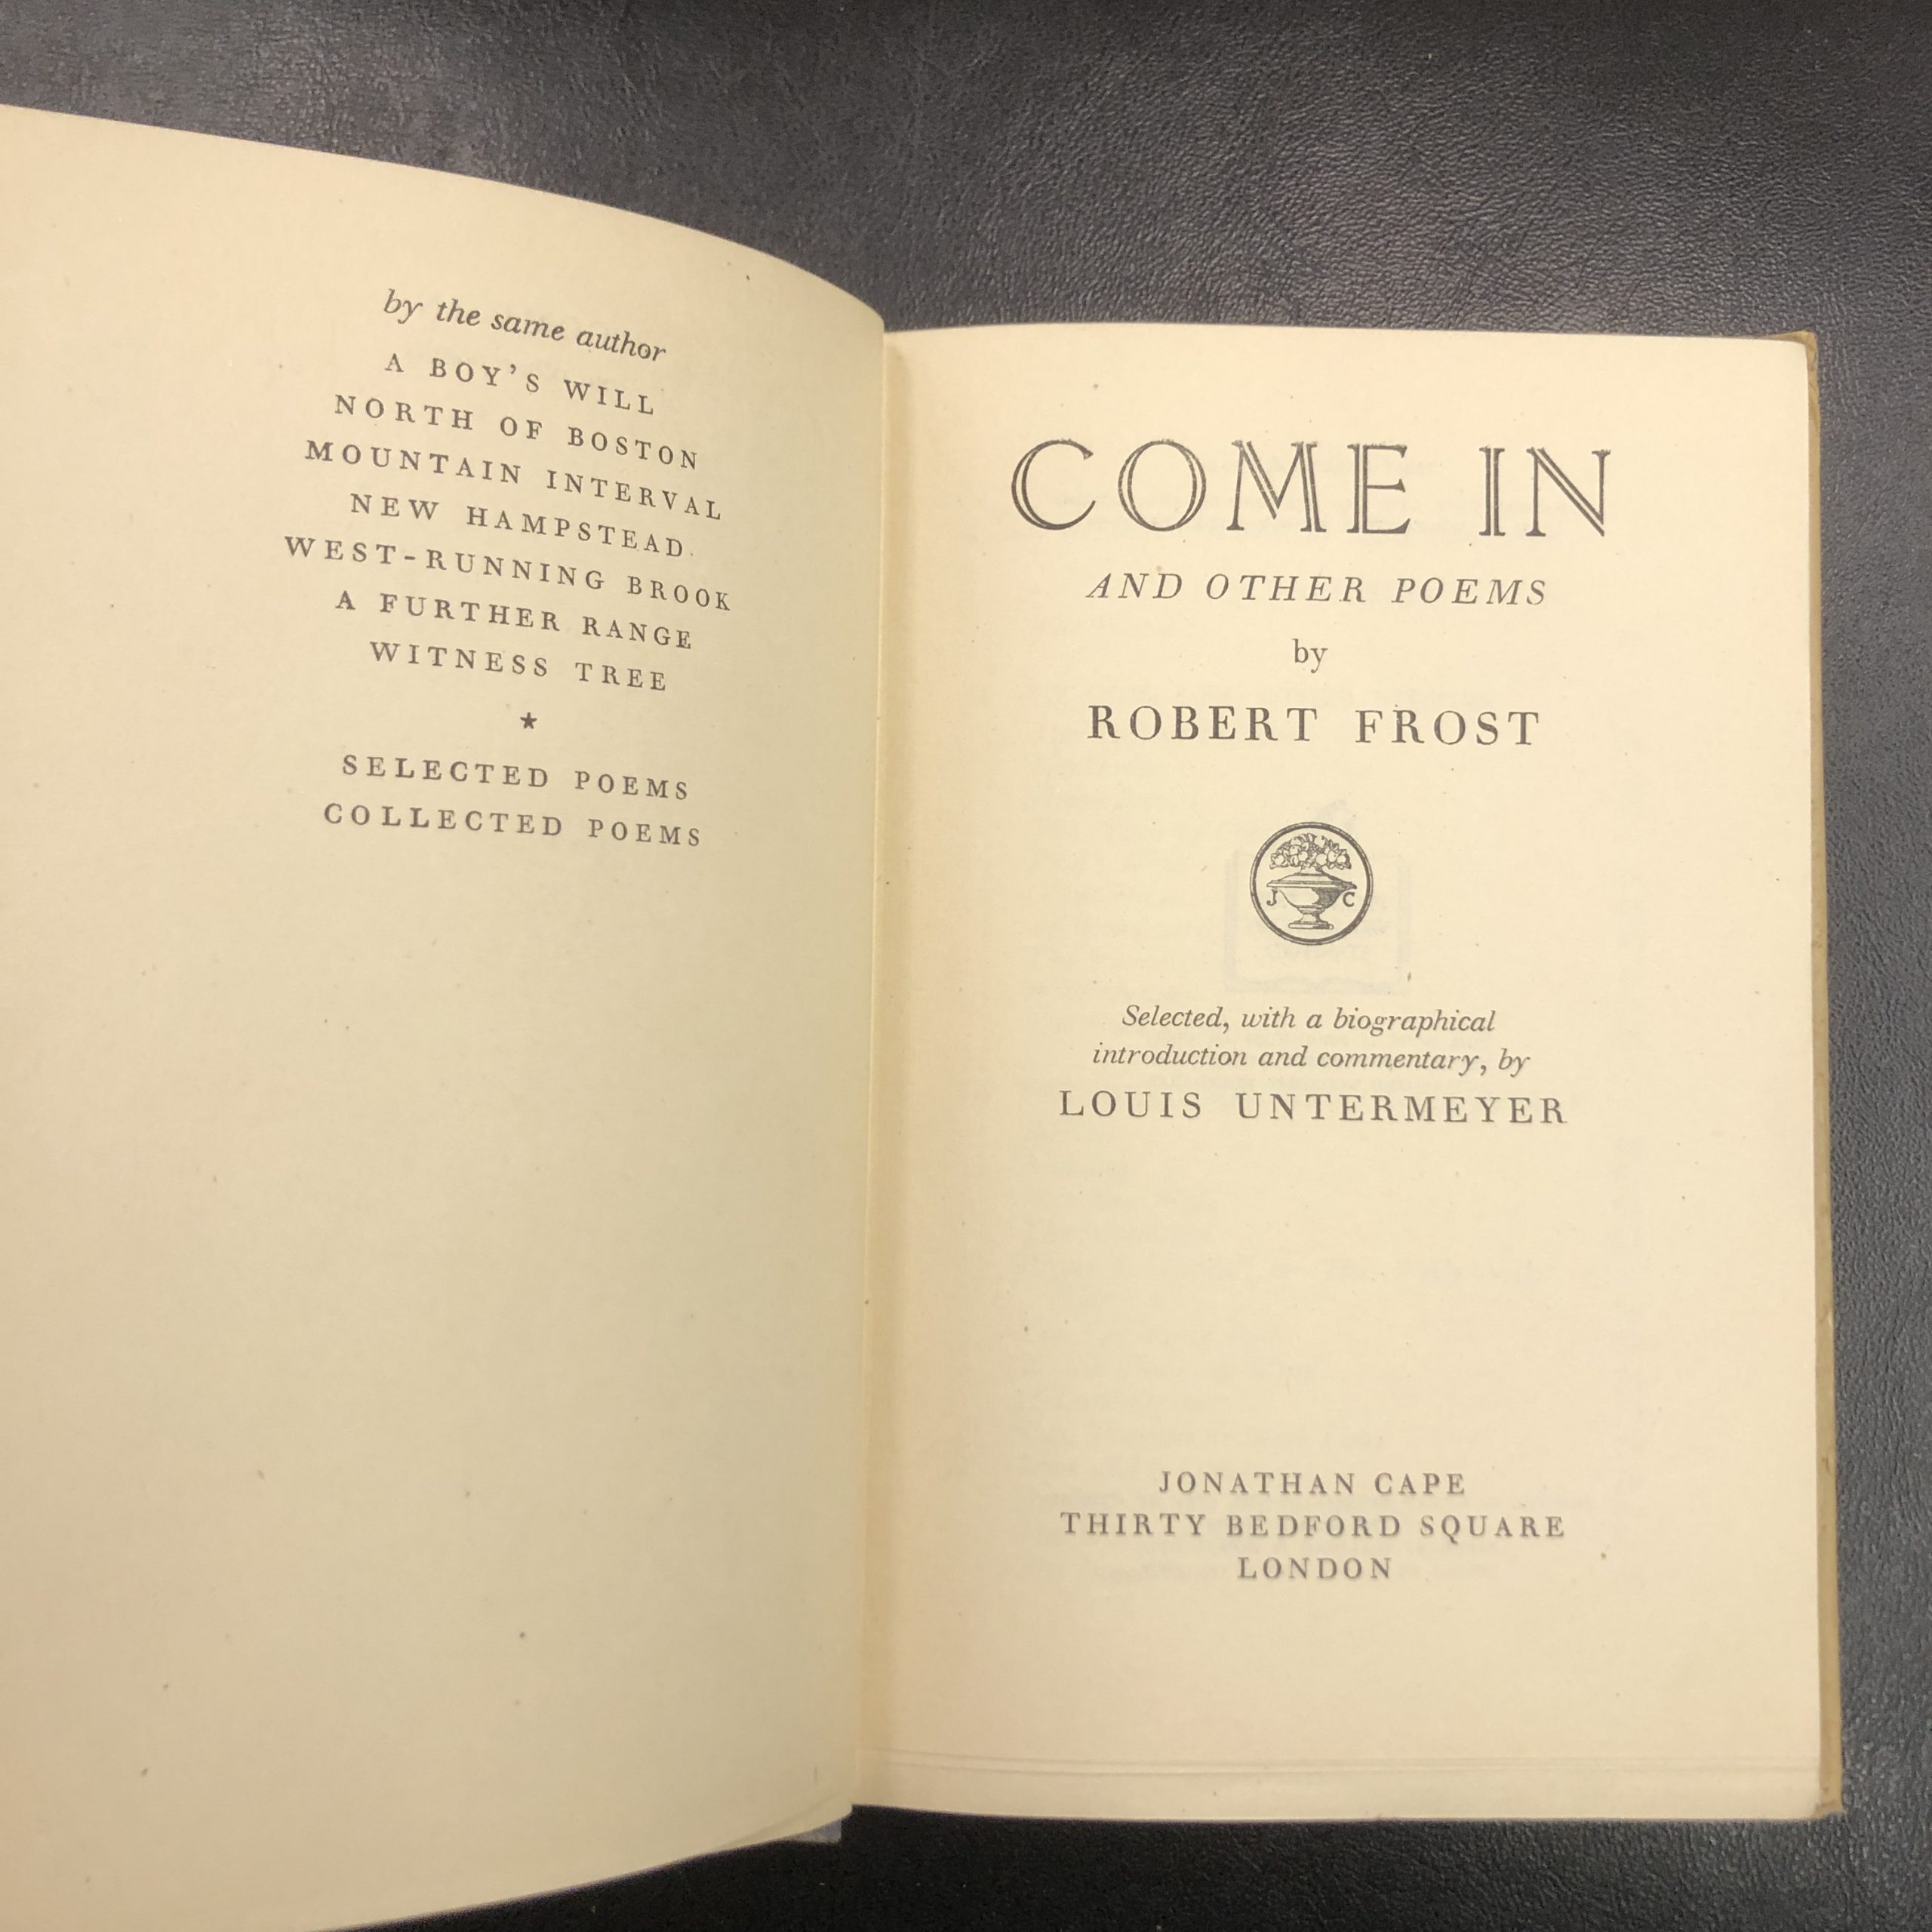 by the same author
A BOY'S WILL
NORTH OF BOSTON
MOUNTAIN INTERVAL
NEW HAMPSTEAD
WEST-RUNNING BROOK
A FURTHER RANGE
WITNESS TREE
★
SELECTED POEMS
COLLECTED POEMS
COME IN
AND OTHER POEMS
by
ROBERT FROST
J C
Selected, with a biographical
introduction and commentary, by
LOUIS UNTERMEYER
JONATHAN CAPE
THIRTY BEDFORD SQUARE
LONDON